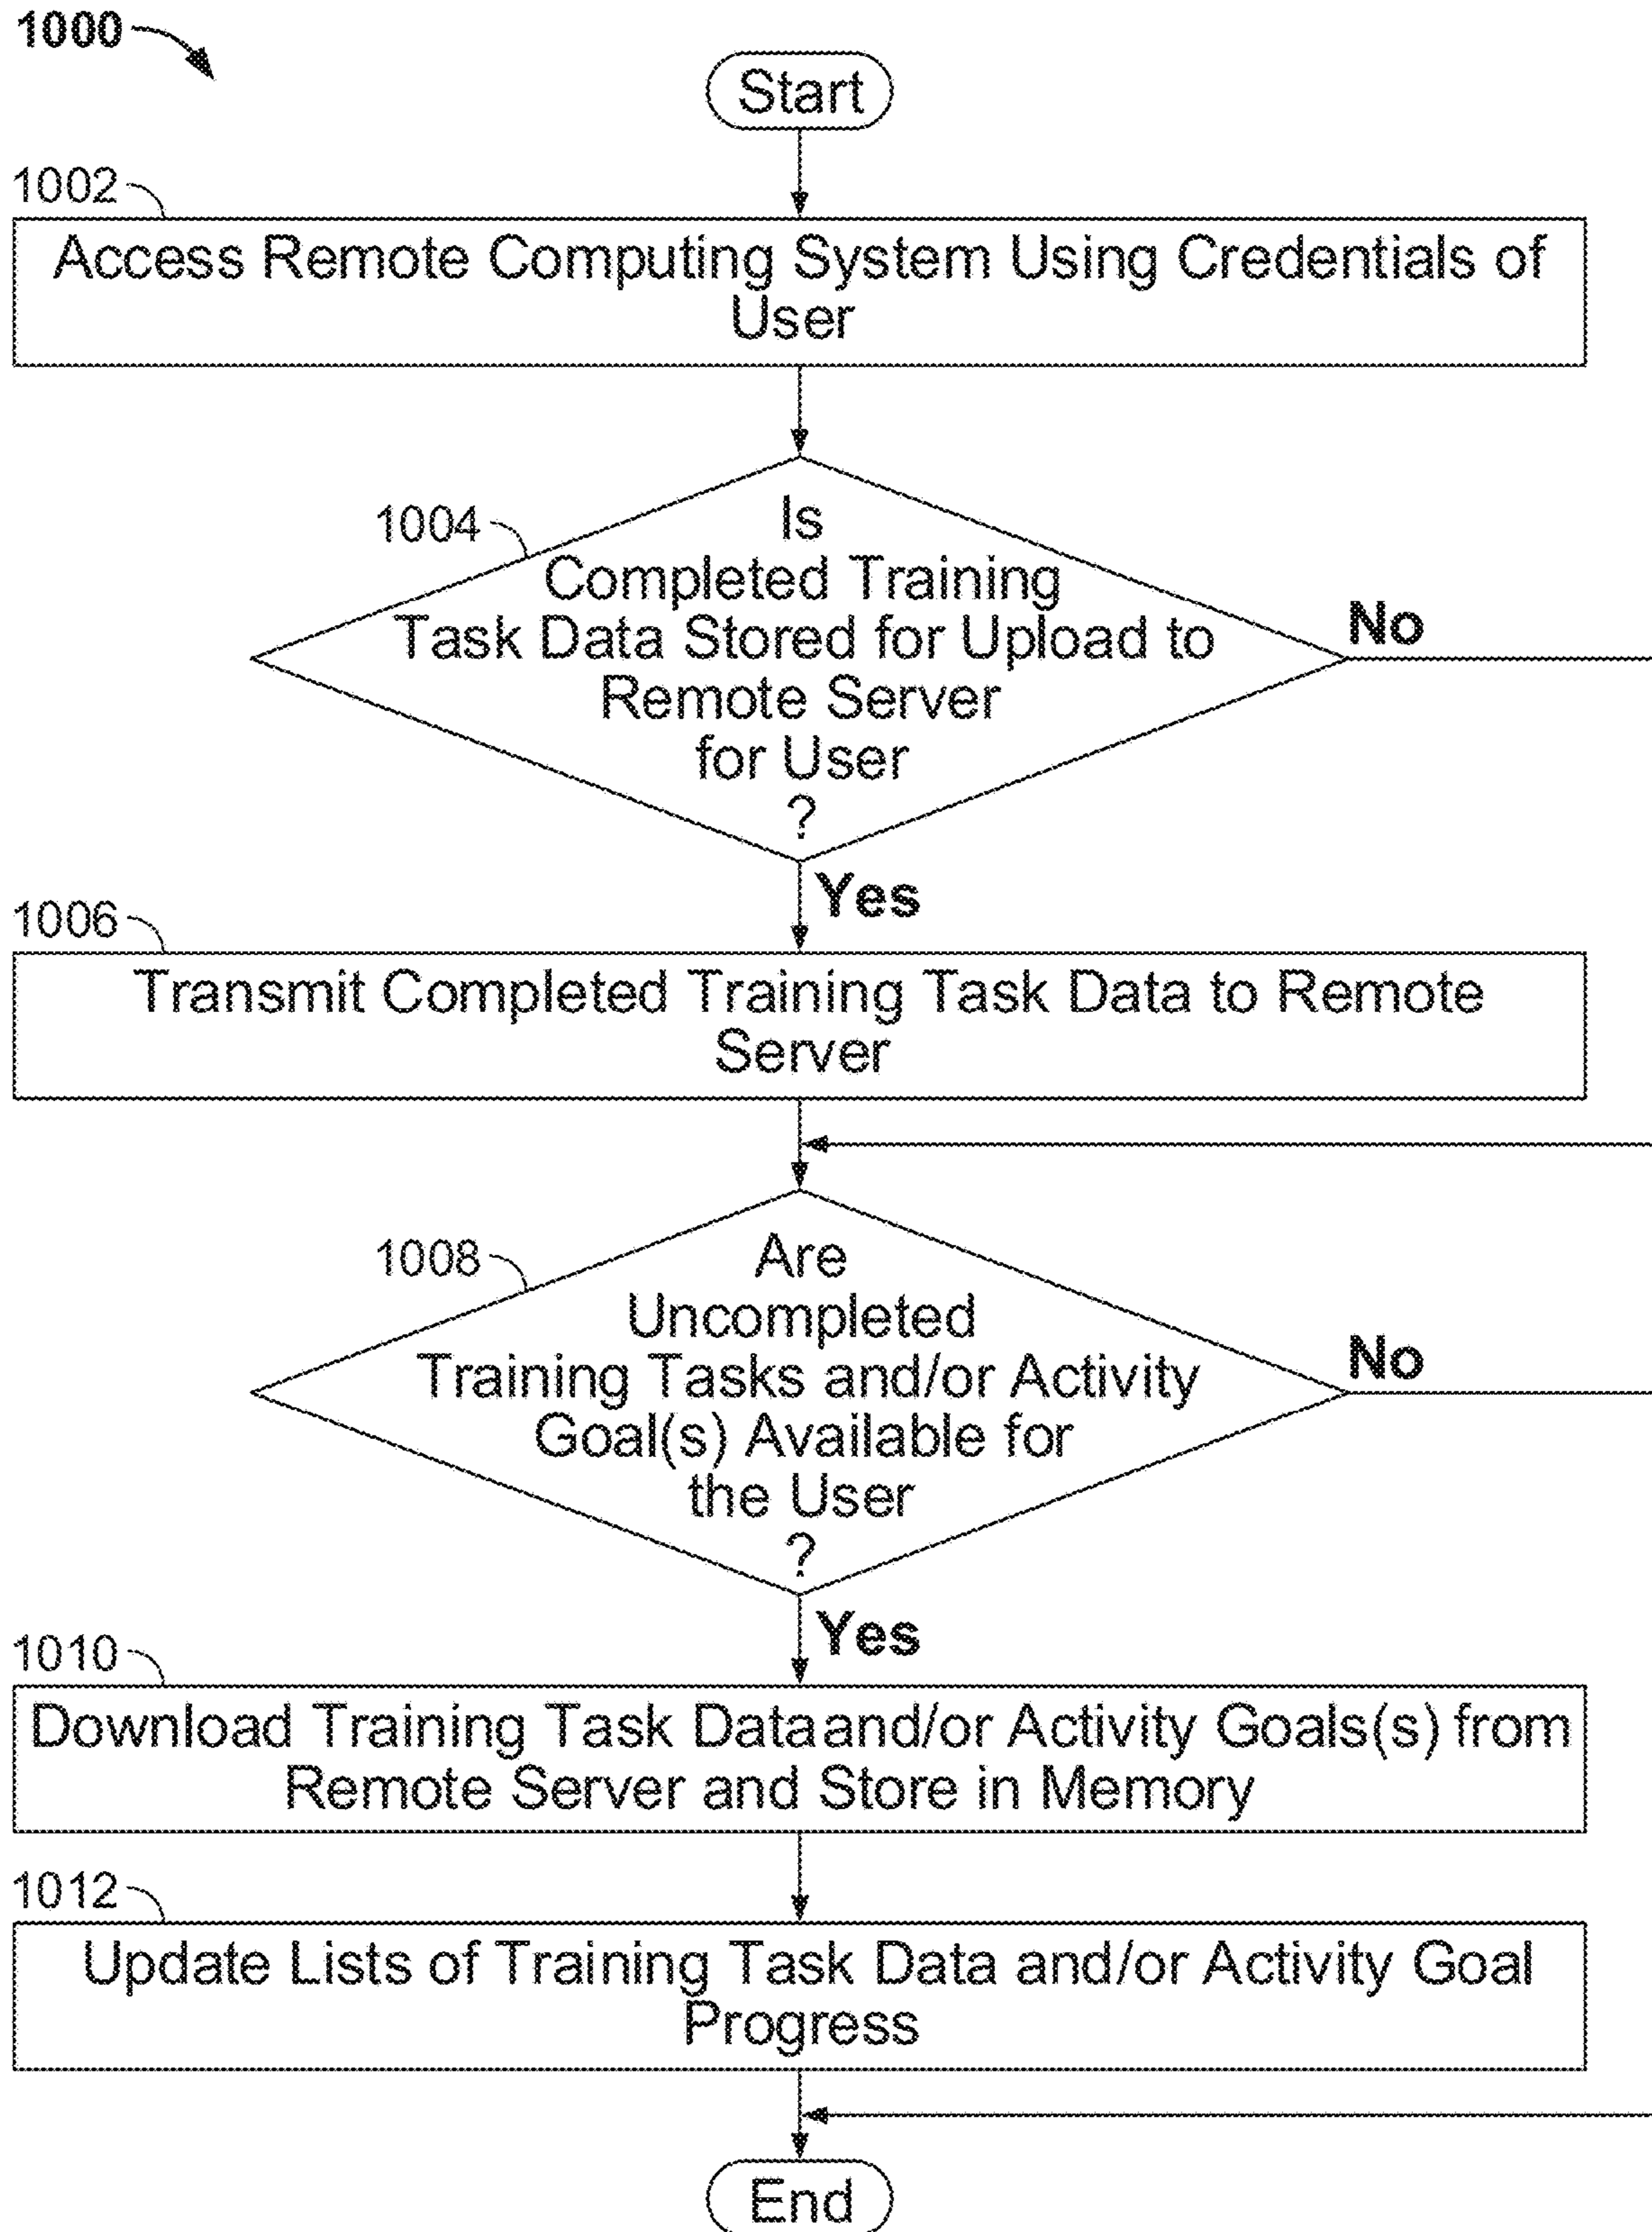 1000
Start
1002
Access Remote Computing System Using Credentials of
User
1004
Is
Completed Training
Task Data Stored for Upload to
Remote Server
for User
?
No
Yes
1006
Transmit Completed Training Task Data to Remote
Server
1008
Are
Uncompleted
Training Tasks and/or Activity
Goal(s) Available for
the User
?
No
Yes
1010
Download Training Task Dataand/or Activity Goals(s) from
Remote Server and Store in Memory
1012
Update Lists of Training Task Data and/or Activity Goal
Progress
End